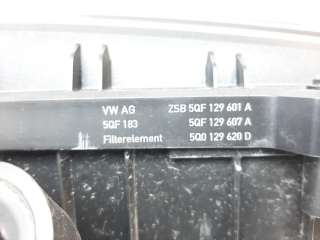 VW AG ZSB 5QF 129 601 A
5QF 183 5QF 129 607 A
Filterelement 5Q0 129 620 D